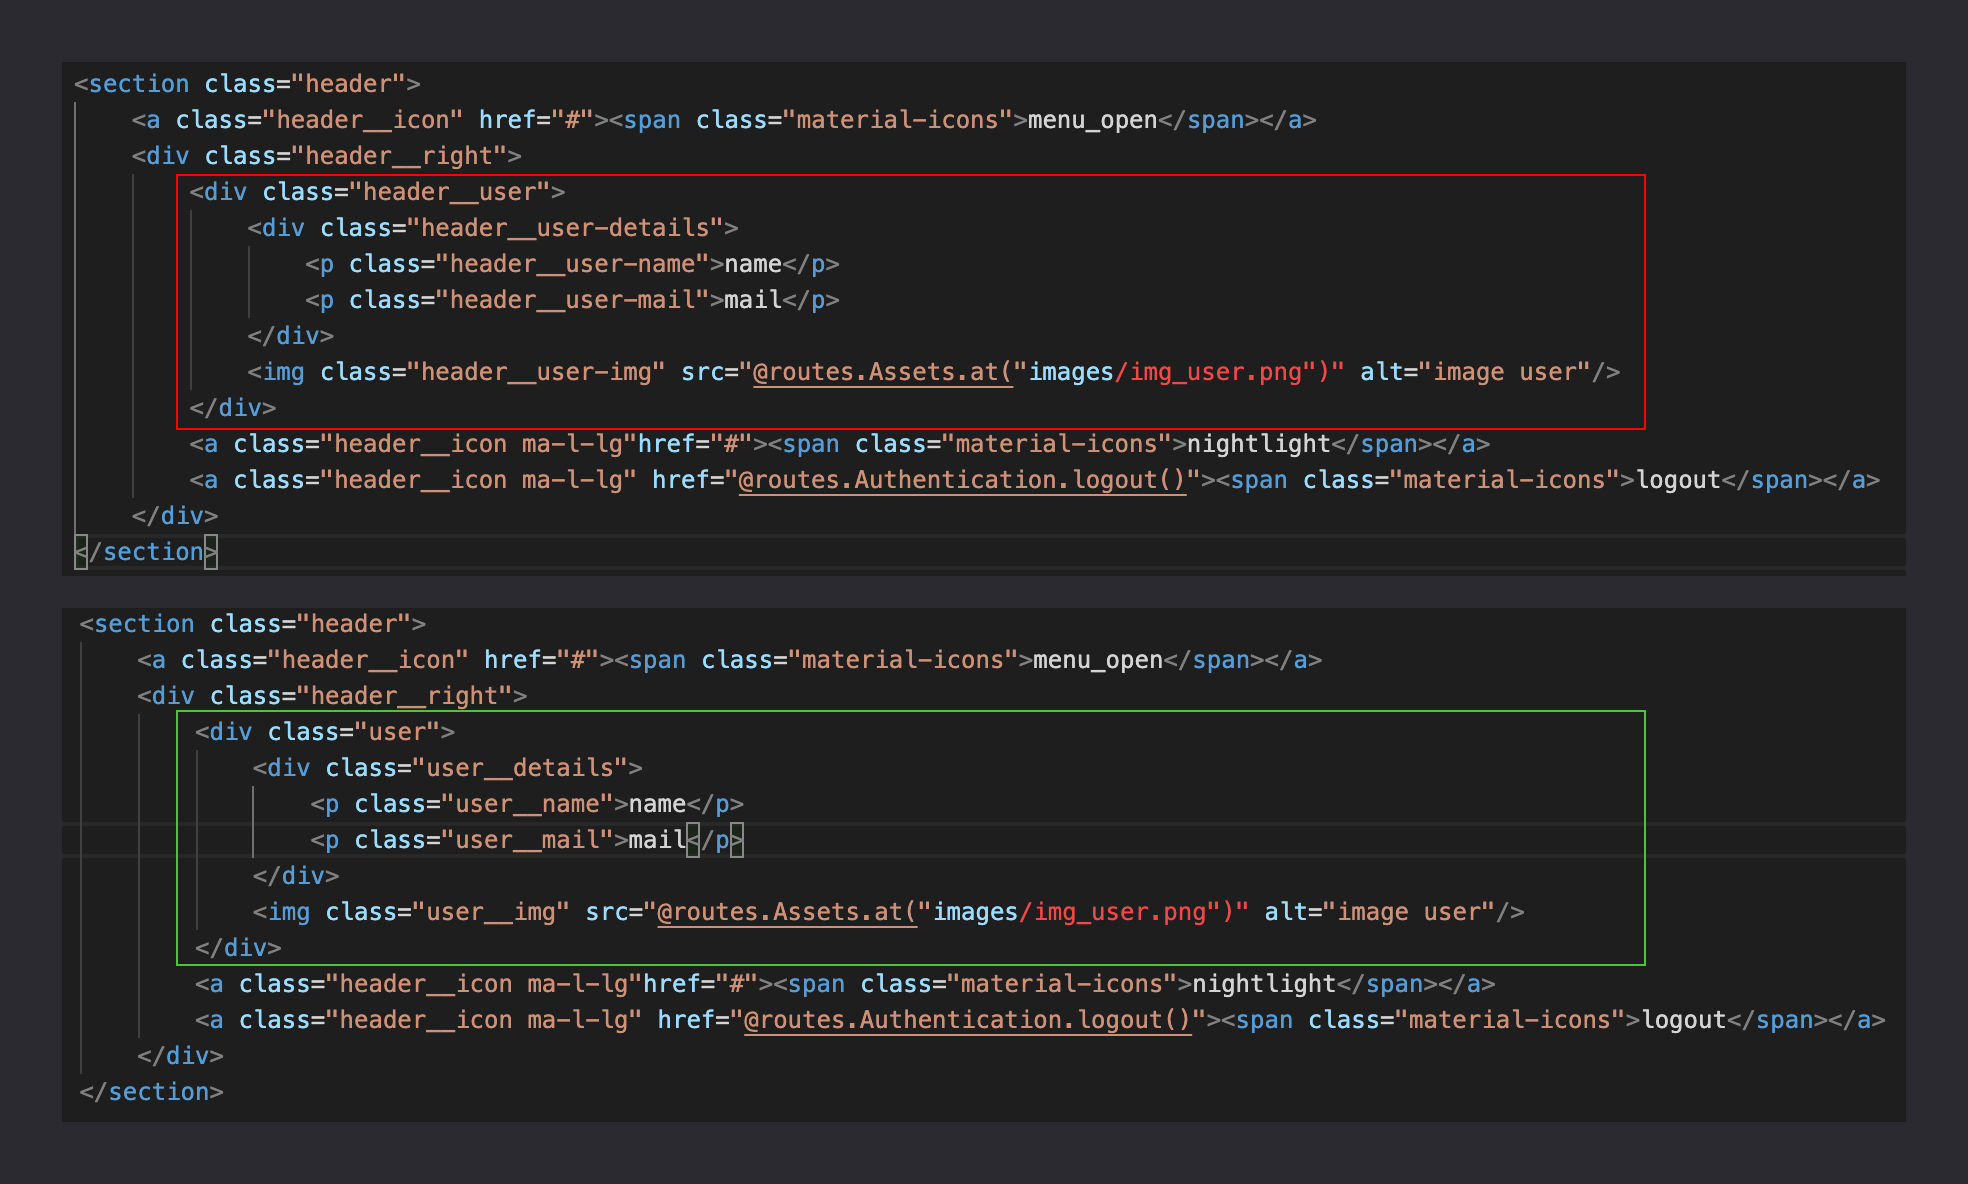 <section class="header">
<a class="header__icon" href="#"><span class="material-icons">menu_open</span></a>
<div class="header__right">
<div class="header__user">
<div class="header__user-details">
<p class="header__user-name">name</p>
<p class="header__user-mail">mail</p>
</div>
<img class="header__user-img" src="@routes.Assets.at("images/img_user.png")" alt="image user"/>
</div>
<a class="header__icon ma-l-lg"href="#"><span class="material-icons">nightlight</span></a>
<a class="header__icon ma-l-lg" href="@routes.Authentication.logout()"><span class="material-icons">logout</span></a>
</div>
</section>
<section class="header">
<a class="header__icon" href="#"><span class="material-icons">menu_open</span></a>
<div class="header__right">
<div class="user">
<div class="user__details">
<p class="user__name">name</p>
<p class="user__mail">mail</p>
</div>
<img class="user__img" src="@routes.Assets.at("images/img_user.png")" alt="image user"/>
</div>
<a class="header__icon ma-l-lg"href="#"><span class="material-icons">nightlight</span></a>
<a class="header__icon ma-l-lg" href="@routes.Authentication.logout()"><span class="material-icons">logout</span></a>
</div>
</section>